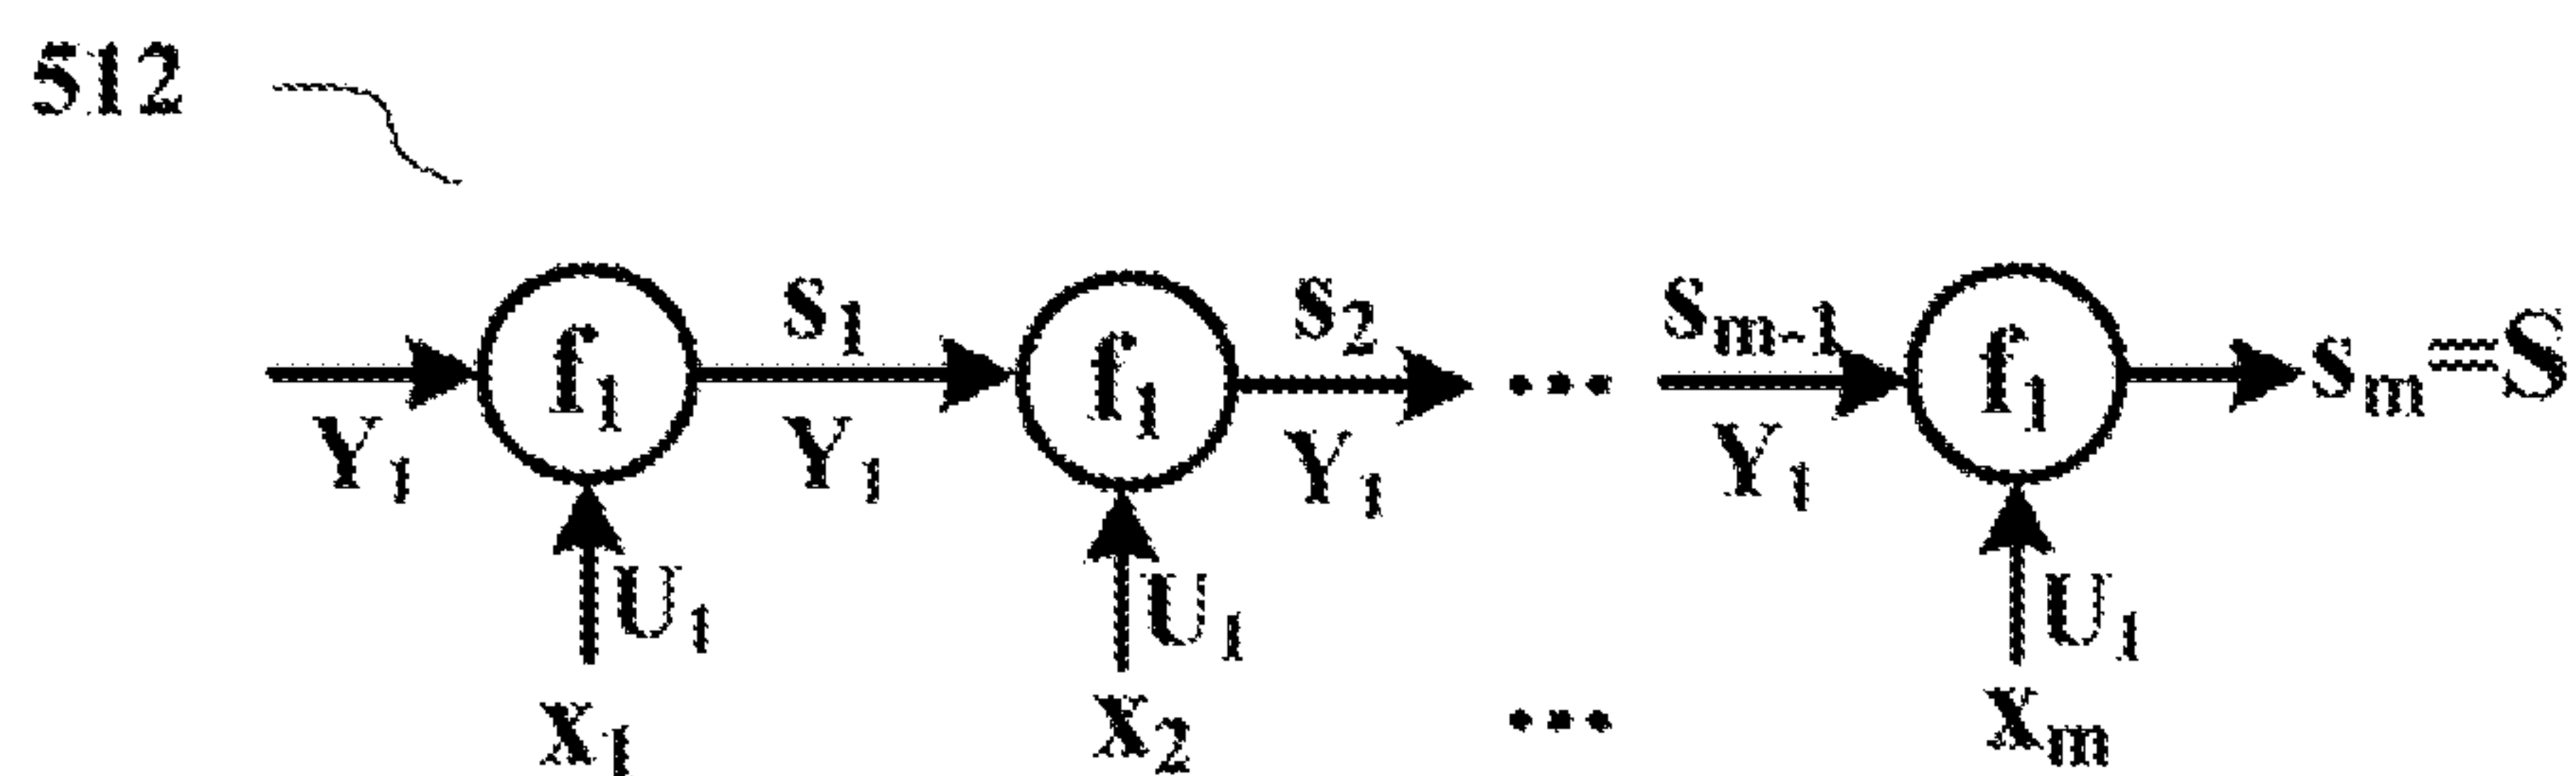 512
s₁ s₂ sₘ₋₁
f₁ f₁ ... f₁ sₘ=S
Y₁ Y₁ Y₁ Y₁
U₁ U₁ U₁
x₁ x₂ ... xₘ